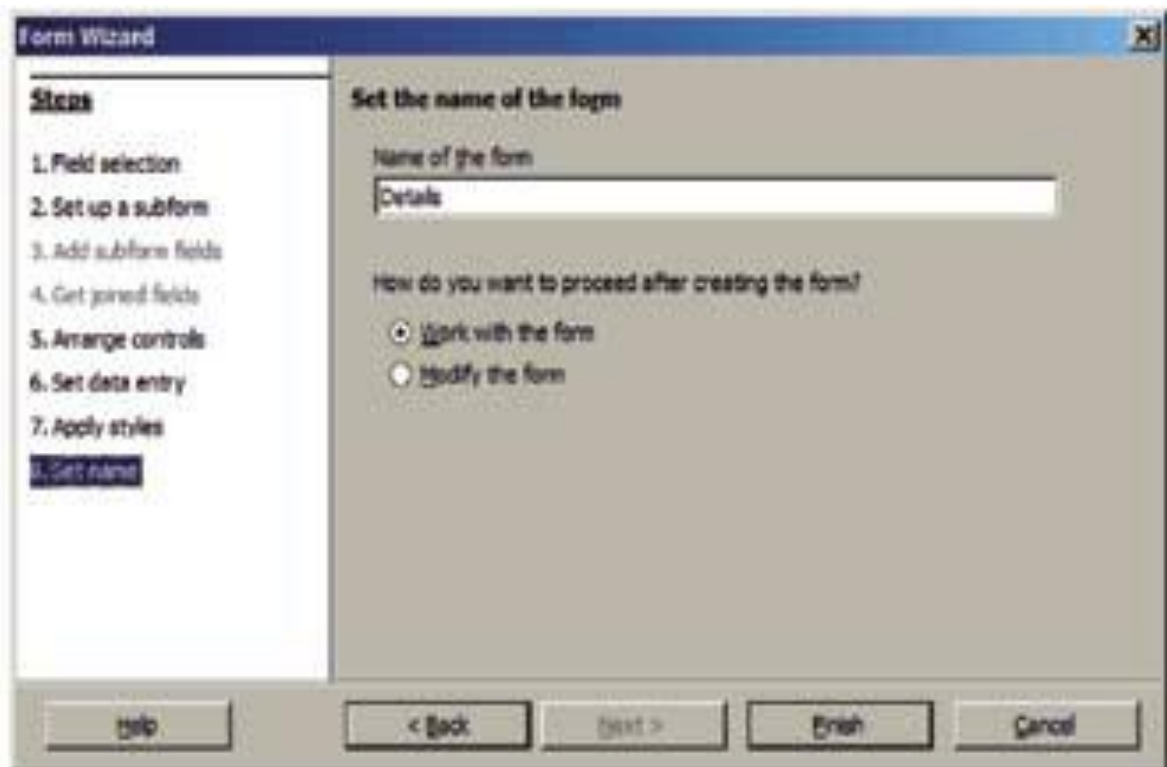 Form Wizard
Steps
1. Field selection
2. Set up a subform
3. Add subform fields
4. Get joined fields
5. Arrange controls
6. Set data entry
7. Apply styles
8. Set name
Set the name of the form
Name of the form
Details
How do you want to proceed after creating the form?
Work with the form
Modify the form
Help
< Back
Next >
Finish
Cancel